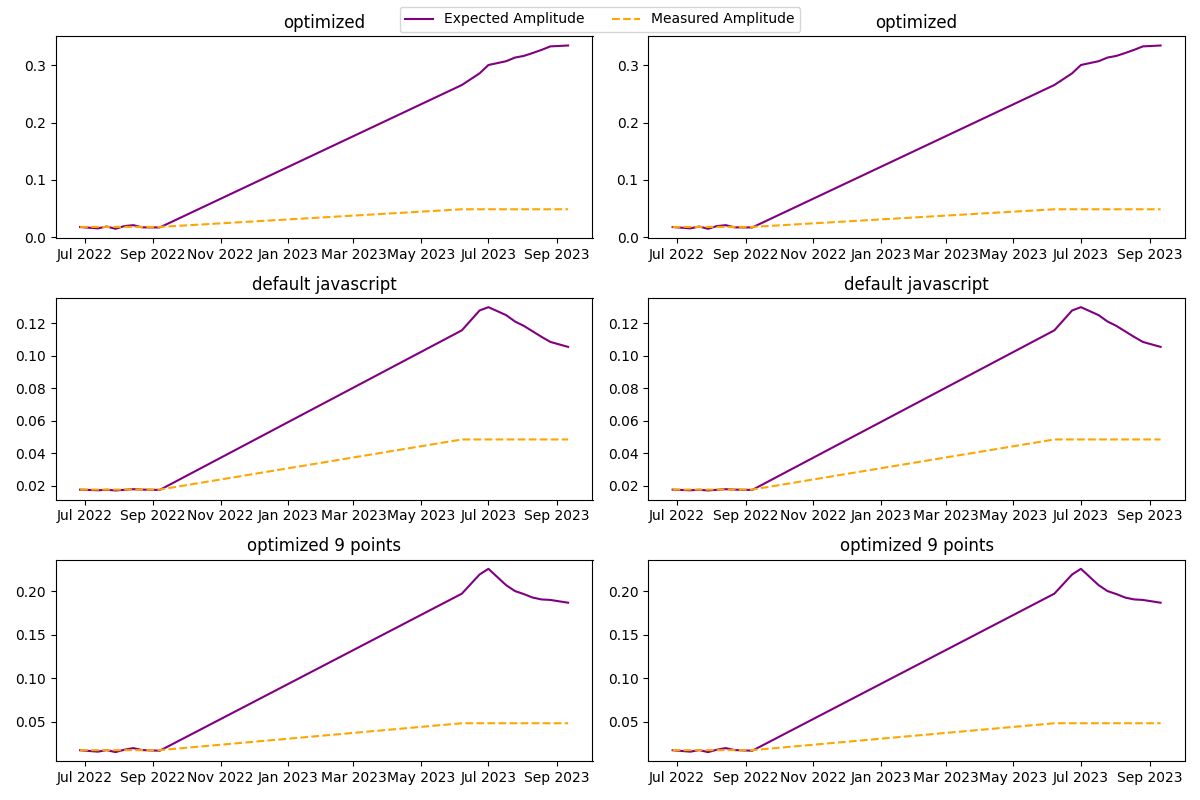 Expected Amplitude Measured Amplitude
optimized optimized
0.3 0.3
0.2 0.2
0.1 0.1
0.0 0.0
Jul 2022 Sep 2022 Nov 2022 Jan 2023 Mar 2023 May 2023 Jul 2023 Sep 2023 Jul 2022 Sep 2022 Nov 2022 Jan 2023 Mar 2023 May 2023 Jul 2023 Sep 2023
default javascript default javascript
0.12 0.12
0.10 0.10
0.08 0.08
0.06 0.06
0.04 0.04
0.02 0.02
Jul 2022 Sep 2022 Nov 2022 Jan 2023 Mar 2023 May 2023 Jul 2023 Sep 2023 Jul 2022 Sep 2022 Nov 2022 Jan 2023 Mar 2023 May 2023 Jul 2023 Sep 2023
optimized 9 points optimized 9 points
0.20 0.20
0.15 0.15
0.10 0.10
0.05 0.05
Jul 2022 Sep 2022 Nov 2022 Jan 2023 Mar 2023 May 2023 Jul 2023 Sep 2023 Jul 2022 Sep 2022 Nov 2022 Jan 2023 Mar 2023 May 2023 Jul 2023 Sep 2023